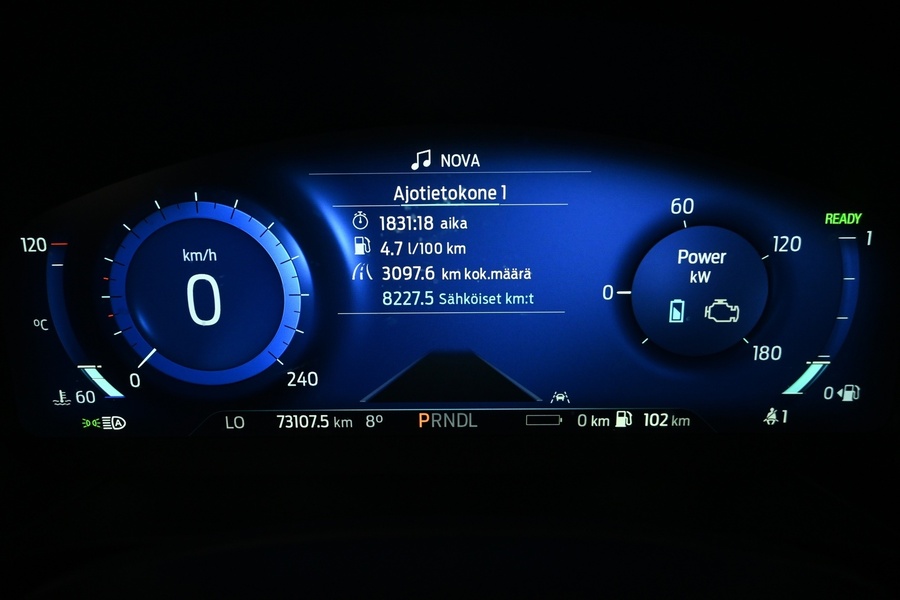 NOVA
Ajotietokone 1
1831:18 aika
4.7 l/100 km
3097.6 km kok.määrä
8227.5 Sähköiset km:t
km/h
0
120
°C
60
0
240
60
120
0
180
Power
kW
READY
1
0
A
LO 73107.5 km 8° PRNDL 0 km 102 km
1